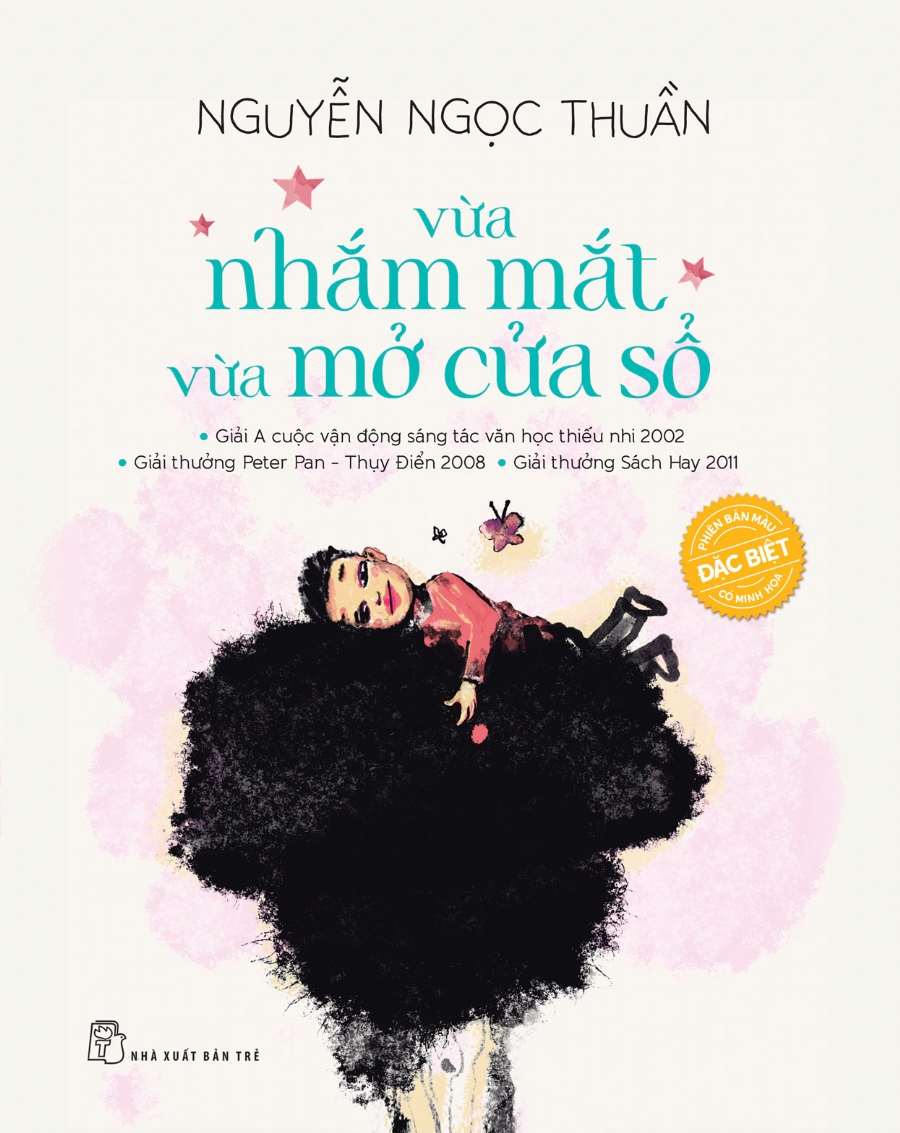 NGUYỄN NGỌC THUẦN
vừa
nhắm mắt
vừa mở cửa sổ
• Giải A cuộc vận động sáng tác văn học thiếu nhi 2002
• Giải thưởng Peter Pan - Thụy Điển 2008 • Giải thưởng Sách Hay 2011
PHIÊN BẢN MÀU
ĐẶC BIỆT
CÓ MINH HỌA
NHÀ XUẤT BẢN TRẺ